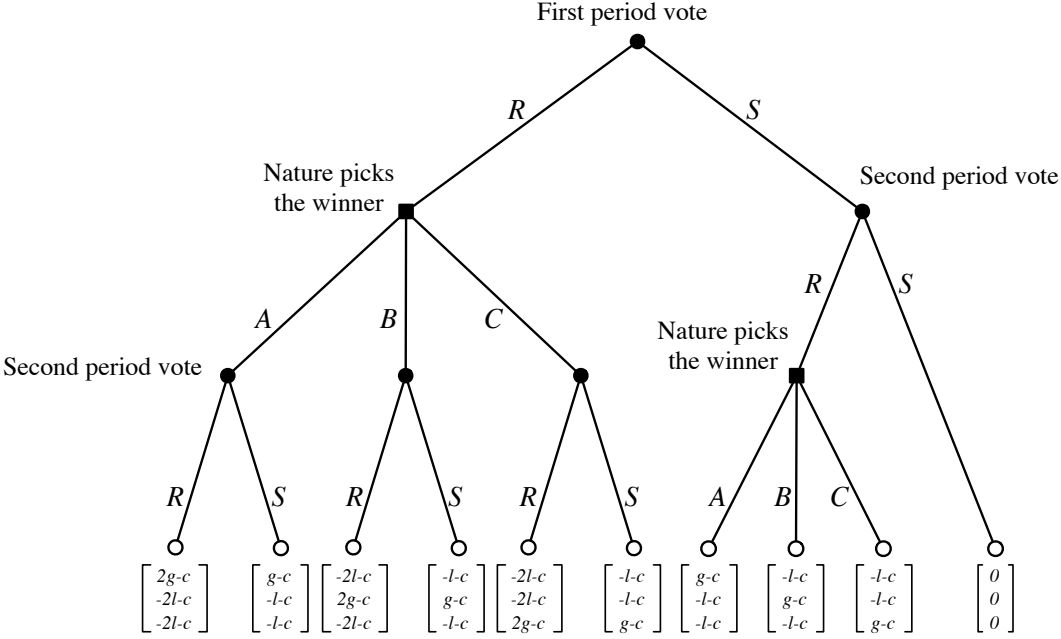 First period vote
R
S
Nature picks
the winner
Second period vote
R
S
A
B
C
Nature picks
the winner
Second period vote
R
S
R
S
R
S
A
B
C
2g-c
-2l-c
-2l-c
g-c
-l-c
-l-c
-2l-c
2g-c
-2l-c
-l-c
g-c
-l-c
-2l-c
-2l-c
2g-c
-l-c
-l-c
g-c
g-c
-l-c
-l-c
-l-c
g-c
-l-c
-l-c
-l-c
g-c
0
0
0